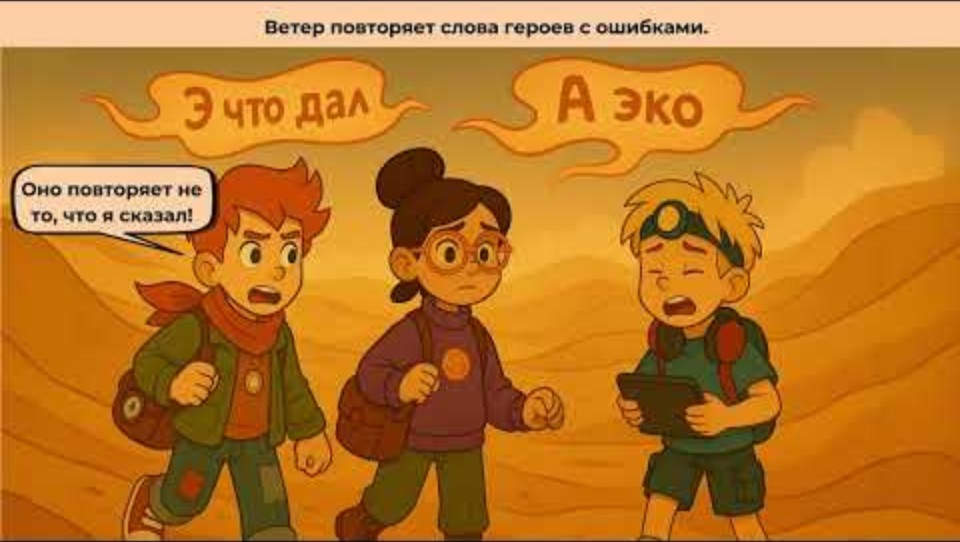 Ветер повторяет слова героев с ошибками.
Э что дал
А эко
Оно повторяет не
то, что я сказал!